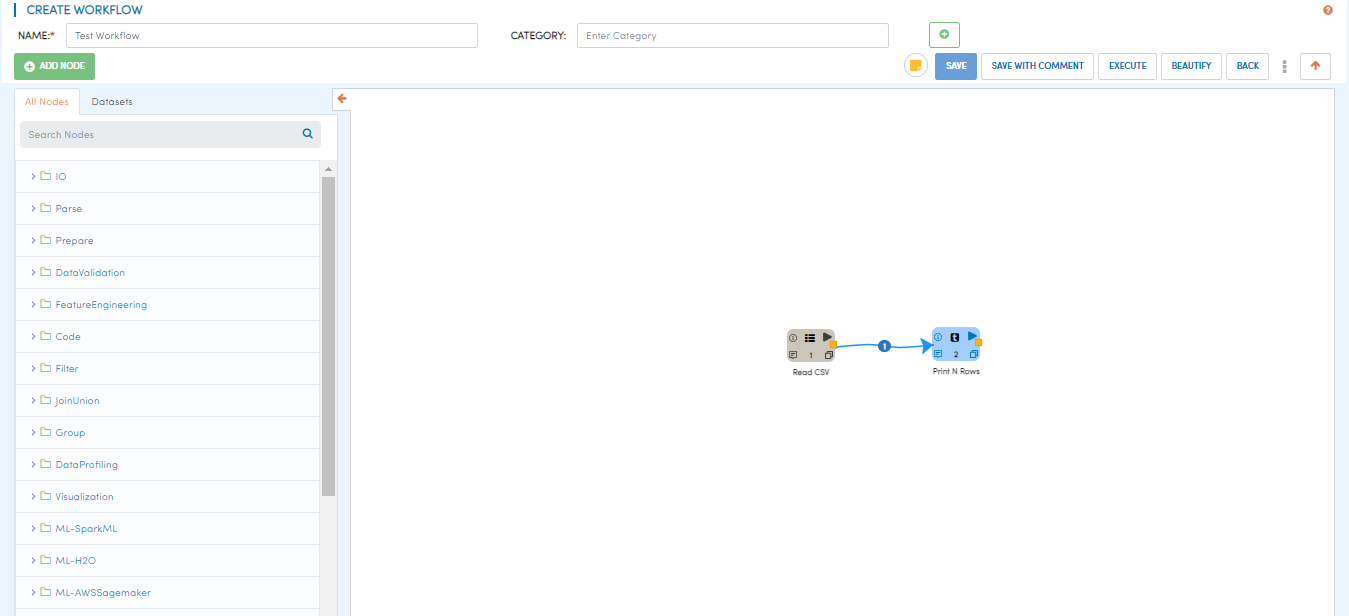 CREATE WORKFLOW
NAME:* Test Workflow CATEGORY: Enter Category
ADD NODE SAVE SAVE WITH COMMENT EXECUTE BEAUTIFY BACK
All Nodes Datasets
Search Nodes
IO
Parse
Prepare
DataValidation
FeatureEngineering
Code
Filter
JoinUnion
Group
DataProfiling
Visualization
ML-SparkML
ML-H2O
ML-AWSSagemaker
1
1
Read CSV
t
2
Print N Rows